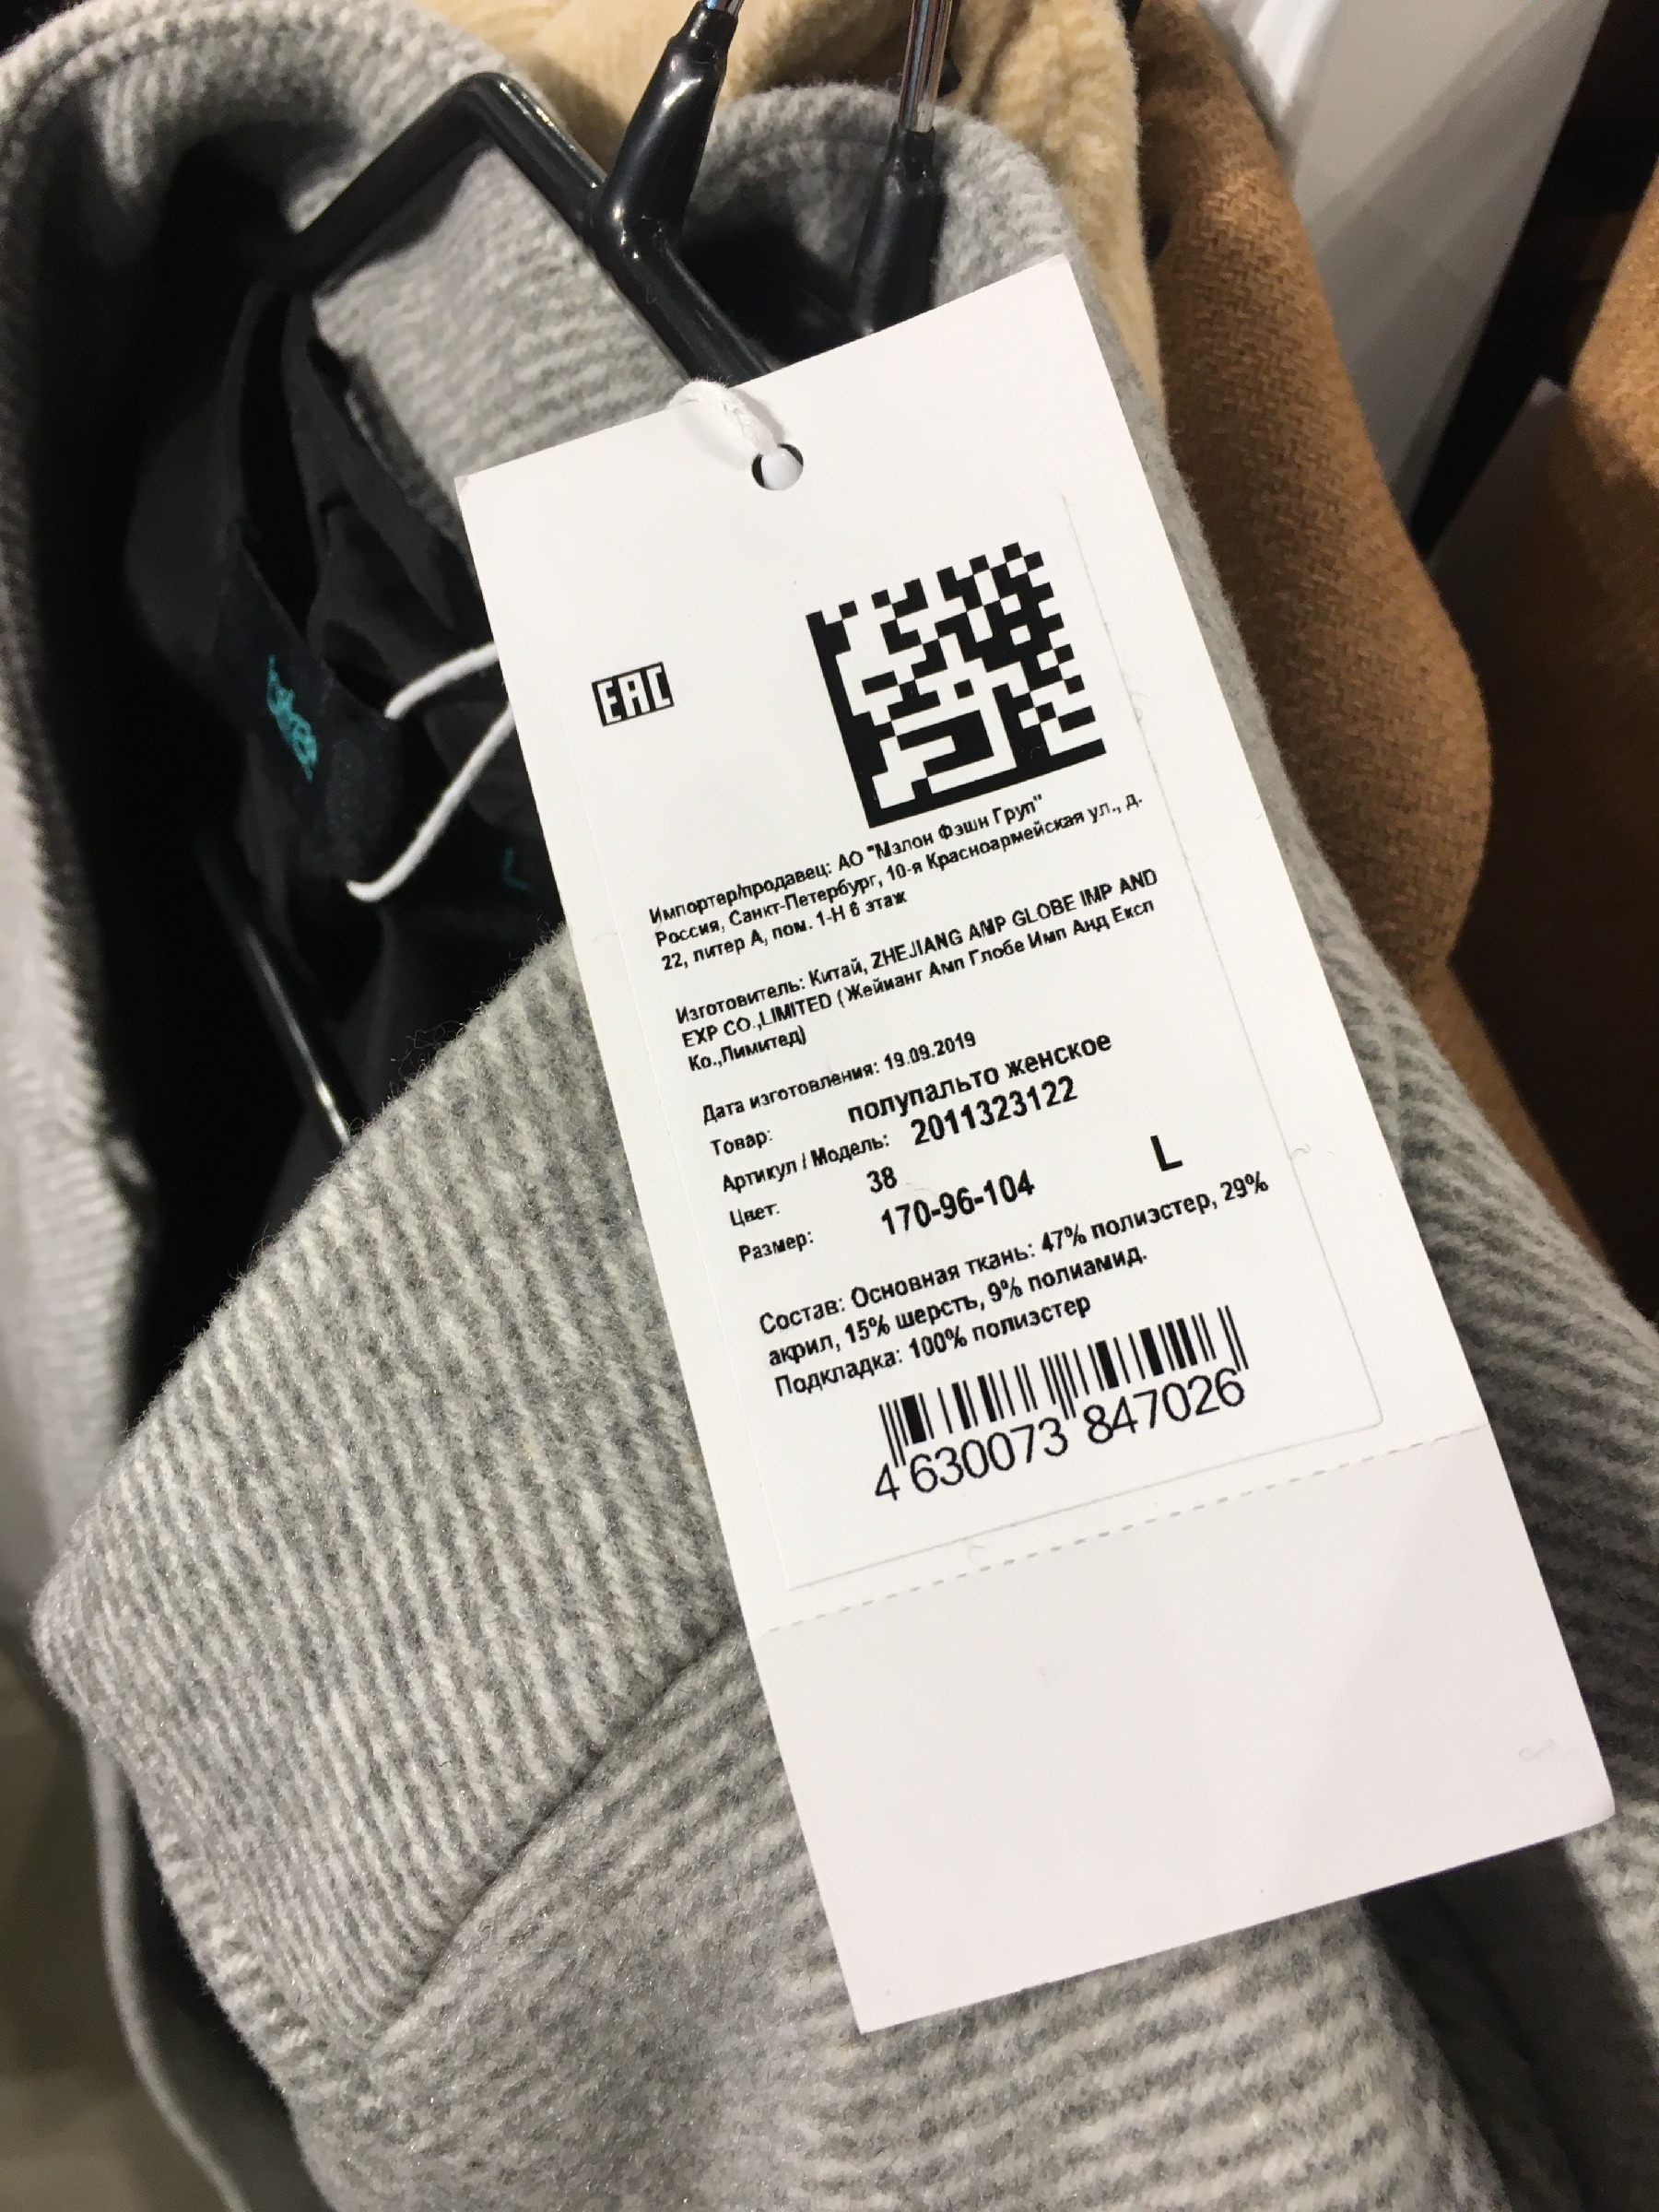 EAC
Импортер/продавец: АО "Мэлон Фэшн Груп"
Россия, Санкт-Петербург, 10-я Красноармейская ул., д.
22, литер А, пом. 1-Н 6 этаж
Изготовитель: Китай, ZHEJIANG AMP GLOBE IMP AND
EXP CO.,LIMITED (Жейианг Амп Глобе Имп Анд Експ
Ко.,Лимитед)
Дата изготовления: 19.09.2019
Товар: полупальто женское
Артикул / Модель: 2011323122
Цвет: 38
Размер: 170-96-104 L
Состав: Основная ткань: 47% полиэстер, 29%
акрил, 15% шерсть, 9% полиамид.
Подкладка: 100% полиэстер
4 630073 847026